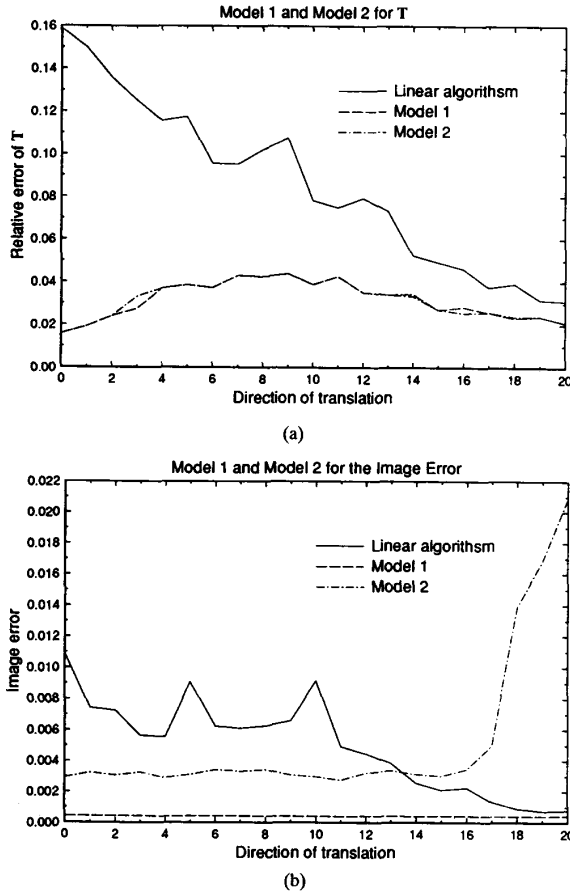 Model 1 and Model 2 for T
0.16
0.14
0.12
0.10
0.08
0.06
0.04
0.02
0.00
Relative error of T
Linear algorithsm
Model 1
Model 2
0 2 4 6 8 10 12 14 16 18 20
Direction of translation
(a)
Model 1 and Model 2 for the Image Error
0.022
0.020
0.018
0.016
0.014
0.012
0.010
0.008
0.006
0.004
0.002
0.000
Image error
Linear algorithsm
Model 1
Model 2
0 2 4 6 8 10 12 14 16 18 20
Direction of translation
(b)